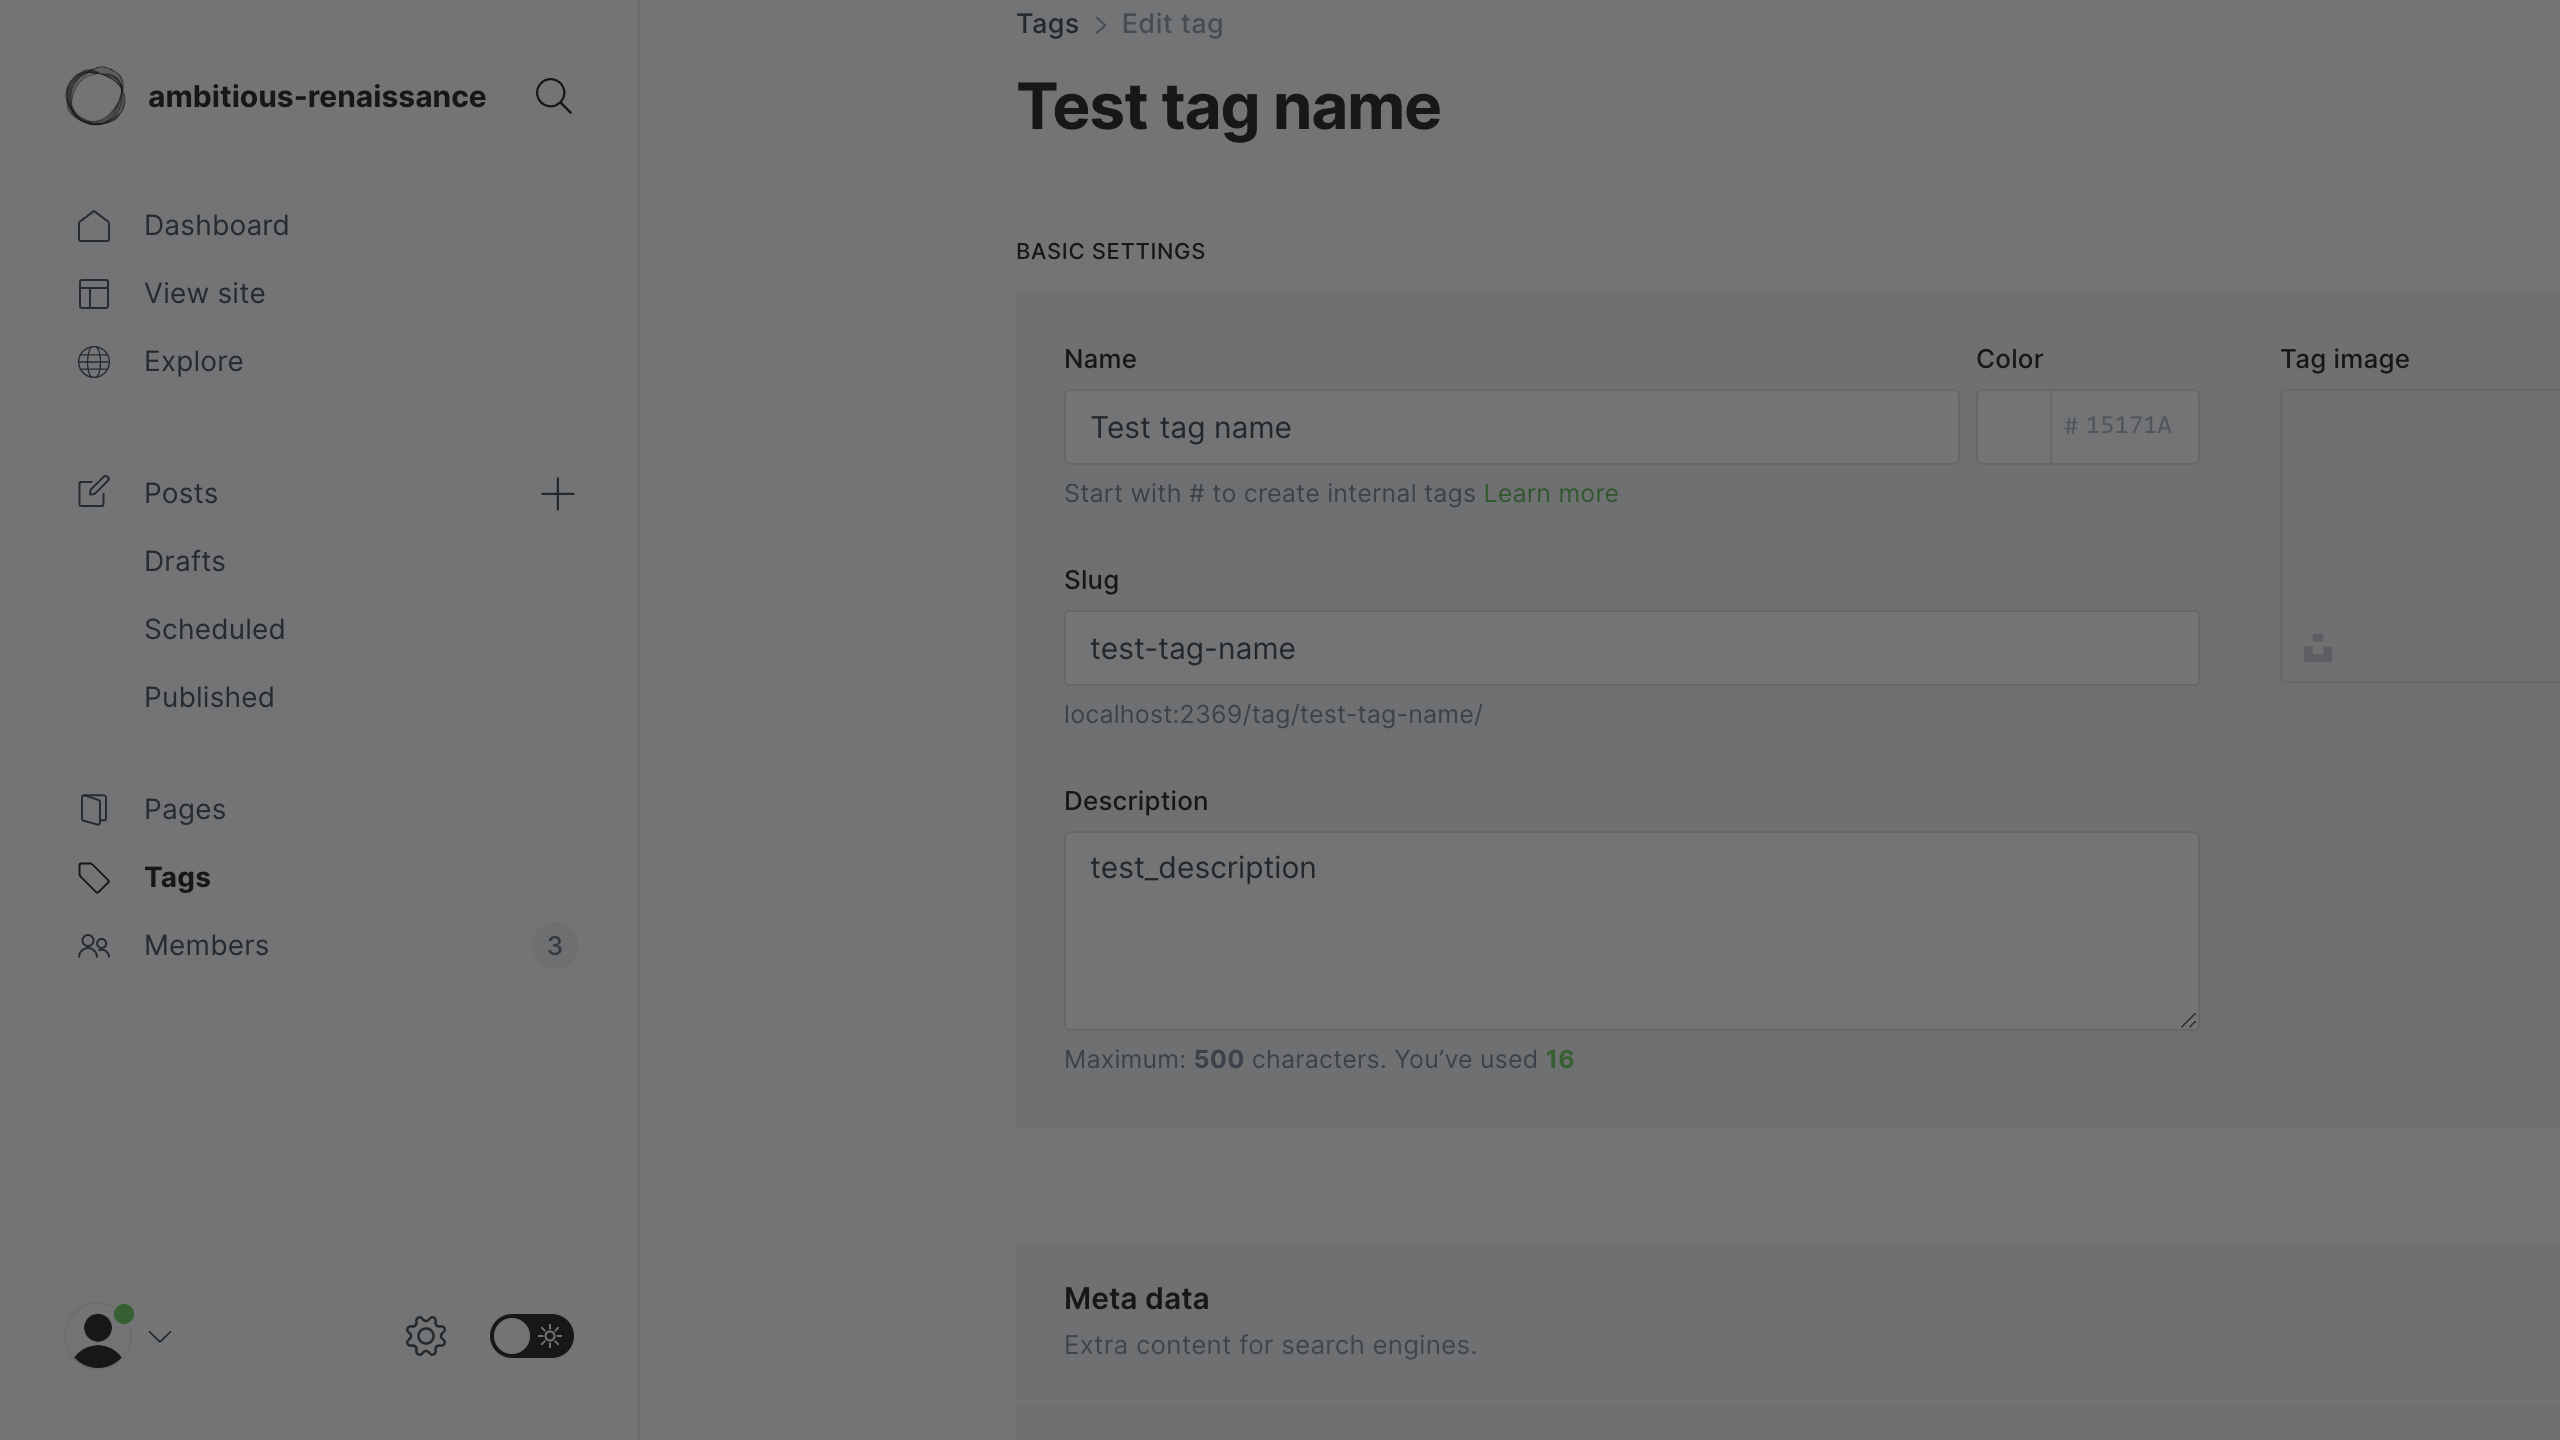 ambitious-renaissance
Dashboard
View site
Explore
Posts
Drafts
Scheduled
Published
Pages
Tags
Members
3
Tags > Edit tag
Test tag name
BASIC SETTINGS
Name
Test tag name
Start with # to create internal tags Learn more
Color
# 15171A
Tag image
Slug
test-tag-name
localhost:2369/tag/test-tag-name/
Description
test_description
Maximum: 500 characters. You’ve used 16
Meta data
Extra content for search engines.